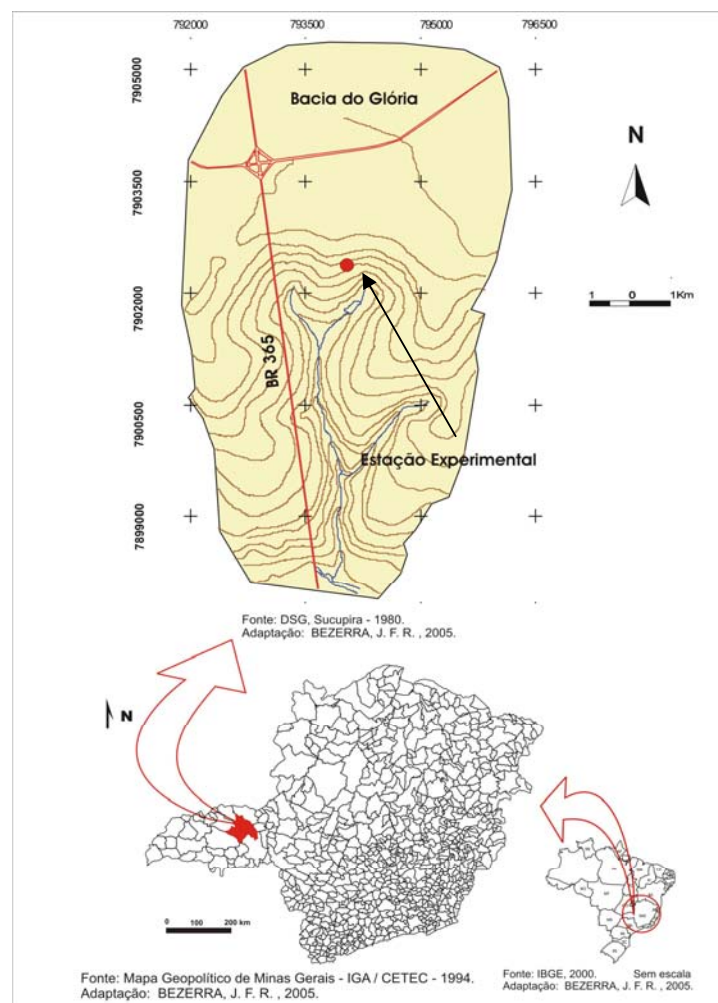 792000 793500 795000 796500
7905000
Bacia do Glória
N
7903500
7902000
1 0 1Km
BR 365
7900500
Estação Experimental
7899000
Fonte: DSG, Sucupira - 1980.
Adaptação: BEZERRA, J. F. R. , 2005.
N
0 100 200 km
Fonte: Mapa Geopolítico de Minas Gerais - IGA / CETEC - 1994.
Adaptação: BEZERRA, J. F. R. , 2005.
Fonte: IBGE, 2000. Sem escala
Adaptação: BEZERRA, J. F. R. , 2005.